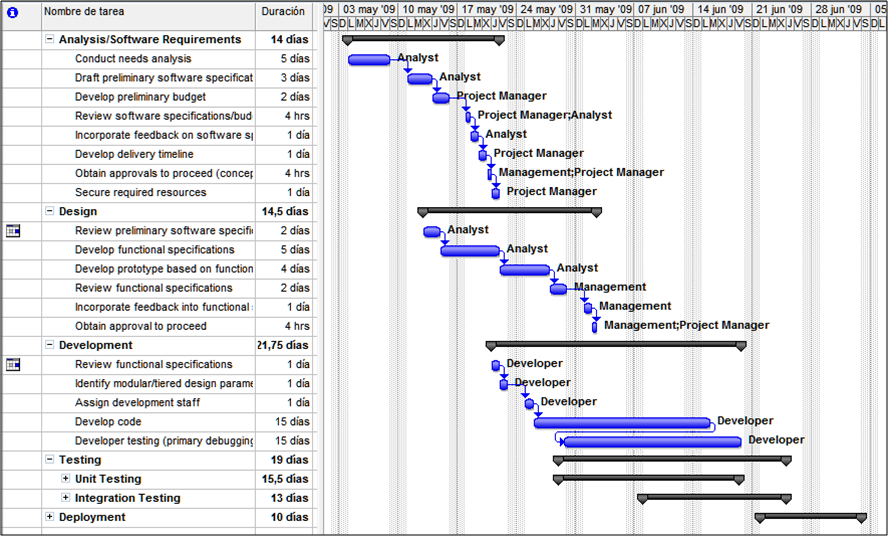 Nombre de tarea Duración 03 may '09 10 may '09 17 may '09 24 may '09 31 may '09 07 jun '09 14 jun '09 21 jun '09 28 jun '09 05
V S D L M X J V S D L M X J V S D L M X J V S D L M X J V S D L M X J V S D L M X J V S D L M X J V S D L M X J V S D L M X J V S D L
Analysis/Software Requirements 14 días
Conduct needs analysis 5 días Analyst
Draft preliminary software specificat 3 días Analyst
Develop preliminary budget 2 días Project Manager
Review software specifications/bud 4 hrs Project Manager;Analyst
Incorporate feedback on software sp 1 día Analyst
Develop delivery timeline 1 día Project Manager
Obtain approvals to proceed (concep 4 hrs Management;Project Manager
Secure required resources 1 día Project Manager
Design 14,5 días
Review preliminary software specifi 2 días Analyst
Develop functional specifications 5 días Analyst
Develop prototype based on function 4 días Analyst
Review functional specifications 2 días Management
Incorporate feedback into functional 1 día Management
Obtain approval to proceed 4 hrs Management;Project Manager
Development 21,75 días
Review functional specifications 1 día Developer
Identify modular/tiered design parame 1 día Developer
Assign development staff 1 día Developer
Develop code 15 días Developer
Developer testing (primary debugging 15 días Developer
Testing 19 días
Unit Testing 15,5 días
Integration Testing 13 días
Deployment 10 días